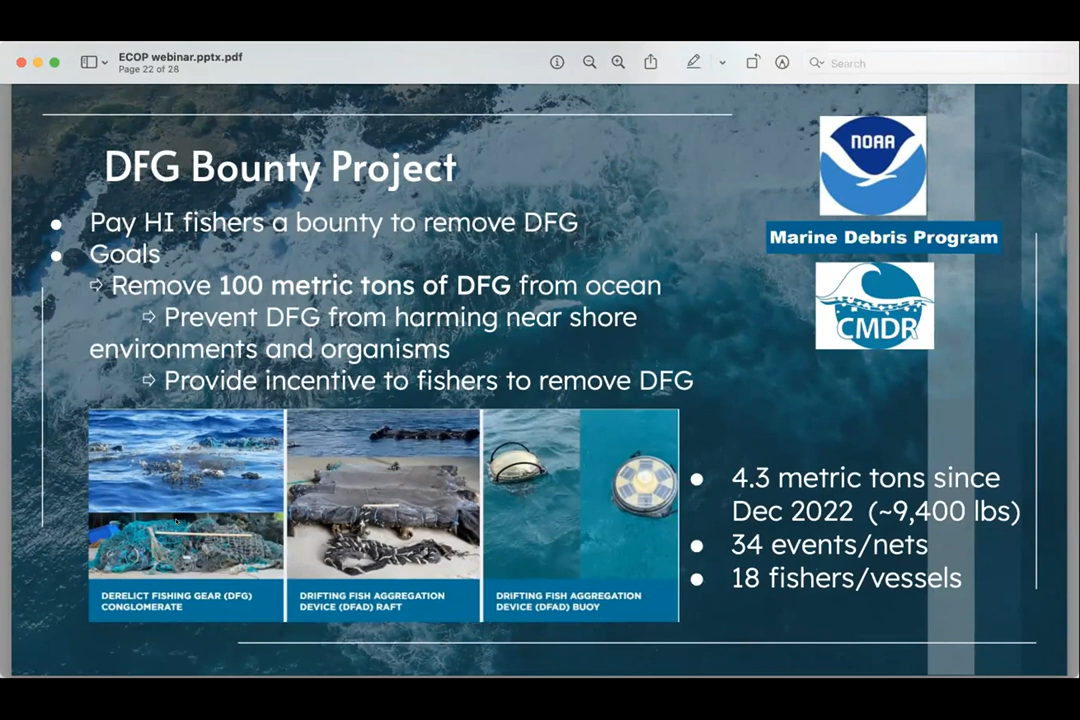 ECOP webinar.pptx.pdf
Page 22 of 28
Search
DFG Bounty Project
● Pay HI fishers a bounty to remove DFG
● Goals
⇨ Remove 100 metric tons of DFG from ocean
⇨ Prevent DFG from harming near shore
environments and organisms
⇨ Provide incentive to fishers to remove DFG
NOAA
Marine Debris Program
CMDR
DERELICT FISHING GEAR (DFG)
CONGLOMERATE
DRIFTING FISH AGGREGATION
DEVICE (DFAD) RAFT
DRIFTING FISH AGGREGATION
DEVICE (DFAD) BUOY
● 4.3 metric tons since
Dec 2022 (~9,400 lbs)
● 34 events/nets
● 18 fishers/vessels